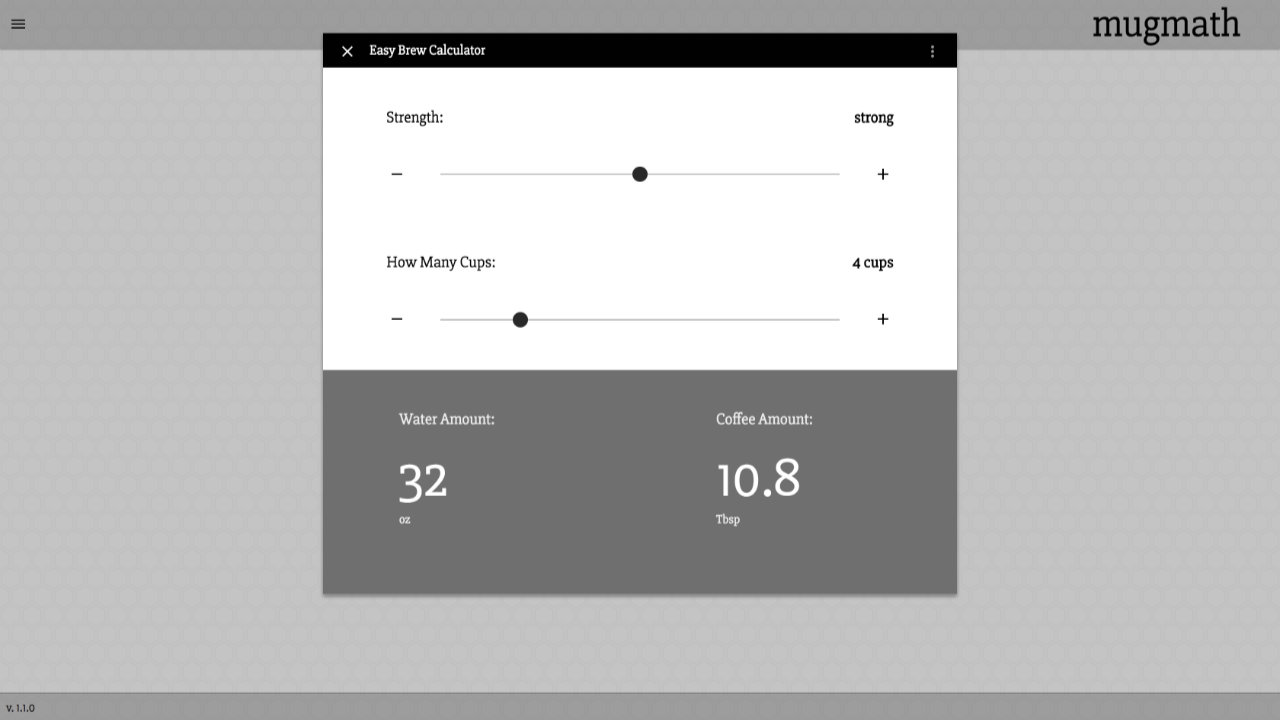 mugmath
Easy Brew Calculator
Strength: strong
− +
How Many Cups: 4 cups
− +
Water Amount: Coffee Amount:
32 10.8
oz Tbsp
v. 1.1.0